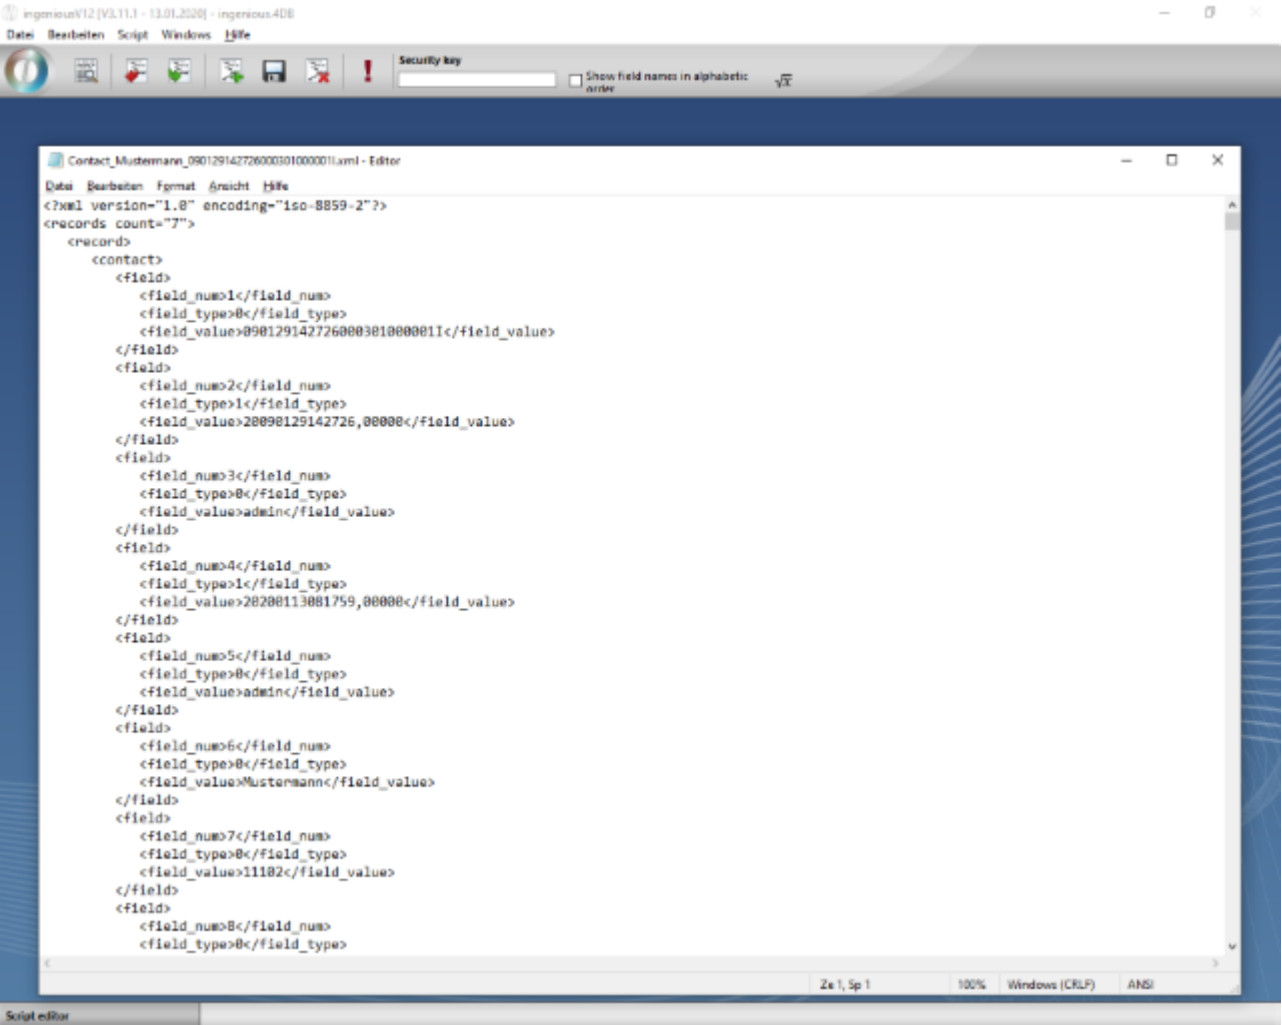 ingeniousV12 [V3.11.1 - 13.01.2020] - ingenious.4DB
Datei Bearbeiten Script Windows Hilfe
Security key
Show field names in alphabetic
order
√x
Contact_Mustermann_090129142726000301000001I.xml - Editor
Datei Bearbeiten Format Ansicht Hilfe
<?xml version="1.0" encoding="iso-8859-2"?>
<records count="7">
<record>
<contact>
<field>
<field_num>1</field_num>
<field_type>0</field_type>
<field_value>090129142726000301000001I</field_value>
</field>
<field>
<field_num>2</field_num>
<field_type>1</field_type>
<field_value>20090129142726,00000</field_value>
</field>
<field>
<field_num>3</field_num>
<field_type>0</field_type>
<field_value>admin</field_value>
</field>
<field>
<field_num>4</field_num>
<field_type>1</field_type>
<field_value>20200113081759,00000</field_value>
</field>
<field>
<field_num>5</field_num>
<field_type>0</field_type>
<field_value>admin</field_value>
</field>
<field>
<field_num>6</field_num>
<field_type>0</field_type>
<field_value>Mustermann</field_value>
</field>
<field>
<field_num>7</field_num>
<field_type>0</field_type>
<field_value>11102</field_value>
</field>
<field>
<field_num>8</field_num>
<field_type>0</field_type>
Ze 1, Sp 1 100% Windows (CRLF) ANSI
Script editor